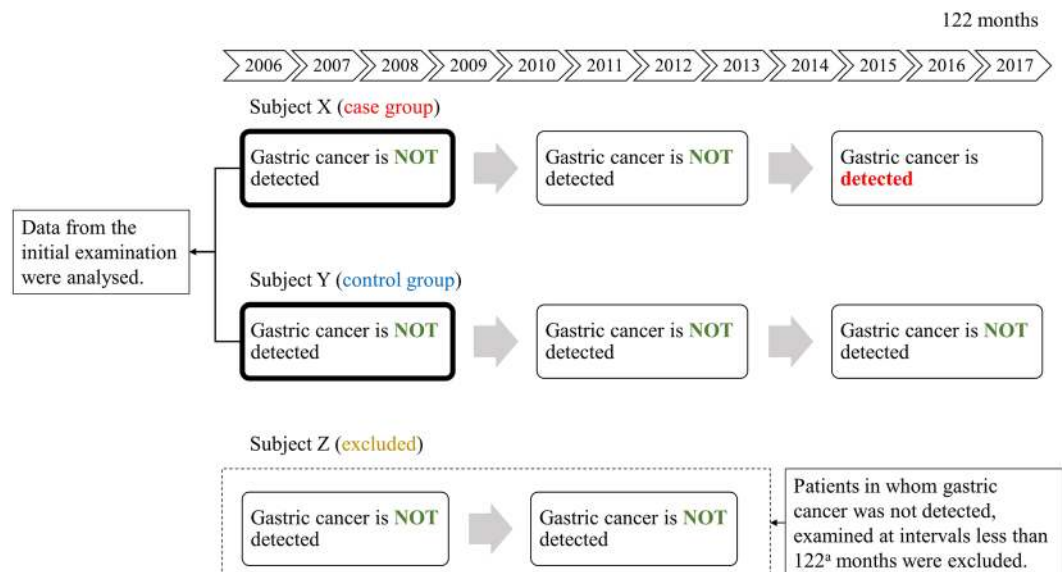 122 months
2006 2007 2008 2009 2010 2011 2012 2013 2014 2015 2016 2017
Subject X (case group)
Gastric cancer is NOT
detected
Gastric cancer is NOT
detected
Gastric cancer is
detected
Data from the
initial examination
were analysed.
Subject Y (control group)
Gastric cancer is NOT
detected
Gastric cancer is NOT
detected
Gastric cancer is NOT
detected
Subject Z (excluded)
Gastric cancer is NOT
detected
Gastric cancer is NOT
detected
Patients in whom gastric
cancer was not detected,
examined at intervals less than
122ᵃ months were excluded.